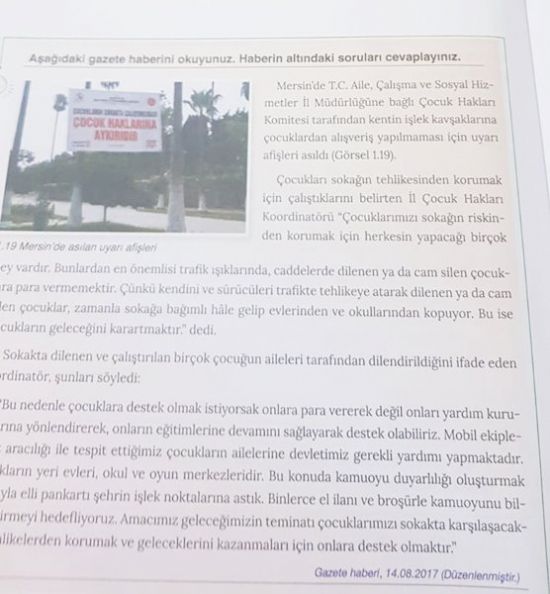 Aşağıdaki gazete haberini okuyunuz. Haberin altındaki soruları cevaplayınız.
ÇOCUKLARIN SOKAKTA ÇALIŞTIRILMASI
ÇOCUK HAKLARINA
AYKIRIDIR
.19 Mersin'de asılan uyarı afişleri
Mersin'de T.C. Aile, Çalışma ve Sosyal Hiz-
metler İl Müdürlüğüne bağlı Çocuk Hakları
Komitesi tarafından kentin işlek kavşaklarına
çocuklardan alışveriş yapılmaması için uyarı
afişleri asıldı (Görsel 1.19).
Çocukları sokağın tehlikesinden korumak
için çalıştıklarını belirten İl Çocuk Hakları
Koordinatörü "Çocuklarımızı sokağın riskin-
den korumak için herkesin yapacağı birçok
ey vardır. Bunlardan en önemlisi trafik ışıklarında, caddelerde dilenen ya da cam silen çocuk-
ara para vermemektir. Çünkü kendini ve sürücüleri trafikte tehlikeye atarak dilenen ya da cam
len çocuklar, zamanla sokağa bağımlı hâle gelip evlerinden ve okullarından kopuyor. Bu ise
cukların geleceğini karartmaktır." dedi.
Sokakta dilenen ve çalıştırılan birçok çocuğun aileleri tarafından dilendirildiğini ifade eden
ordinatör, şunları söyledi:
"Bu nedenle çocuklara destek olmak istiyorsak onlara para vererek değil onları yardım kuru-
rına yönlendirerek, onların eğitimlerine devamını sağlayarak destek olabiliriz. Mobil ekiple-
aracılığı ile tespit ettiğimiz çocukların ailelerine devletimiz gerekli yardımı yapmaktadır.
kların yeri evleri, okul ve oyun merkezleridir. Bu konuda kamuoyu duyarlılığı oluşturmak
yla elli pankartı şehrin işlek noktalarına astık. Binlerce el ilanı ve broşürle kamuoyunu bil-
irmeyi hedefliyoruz. Amacımız geleceğimizin teminatı çocuklarımızı sokakta karşılaşacak-
likelerden korumak ve geleceklerini kazanmaları için onlara destek olmaktır."
Gazete haberi, 14.08.2017 (Düzenlenmiştir.)